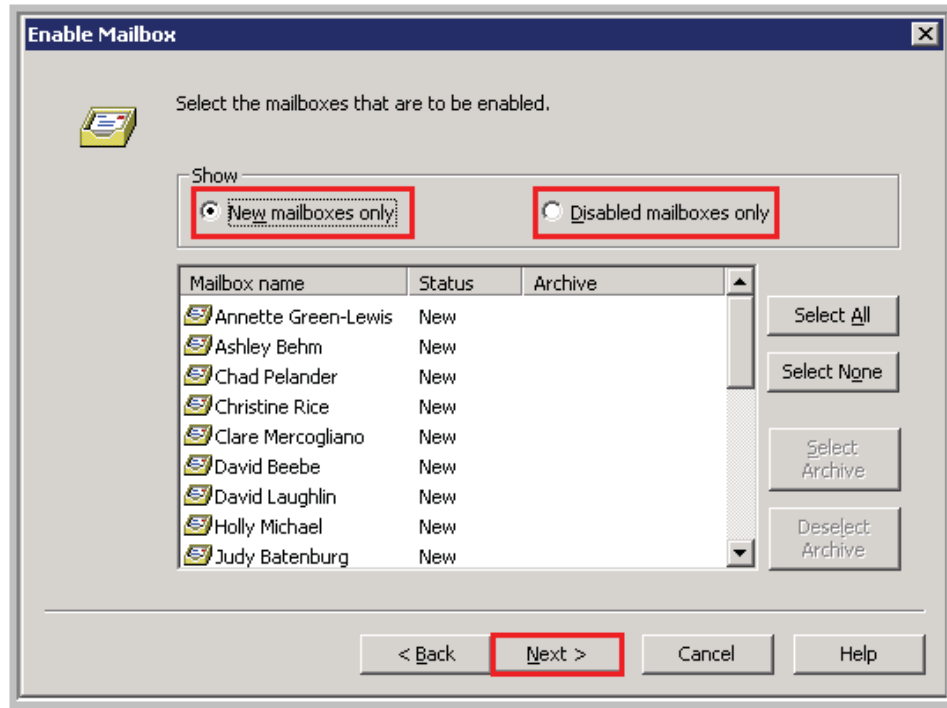 Enable Mailbox
Select the mailboxes that are to be enabled.
Show
New mailboxes only
Disabled mailboxes only
Mailbox name Status Archive
Annette Green-Lewis New
Ashley Behm New
Chad Pelander New
Christine Rice New
Clare Mercogliano New
David Beebe New
David Laughlin New
Holly Michael New
Judy Batenburg New
Select All
Select None
Select
Archive
Deselect
Archive
< Back Next > Cancel Help